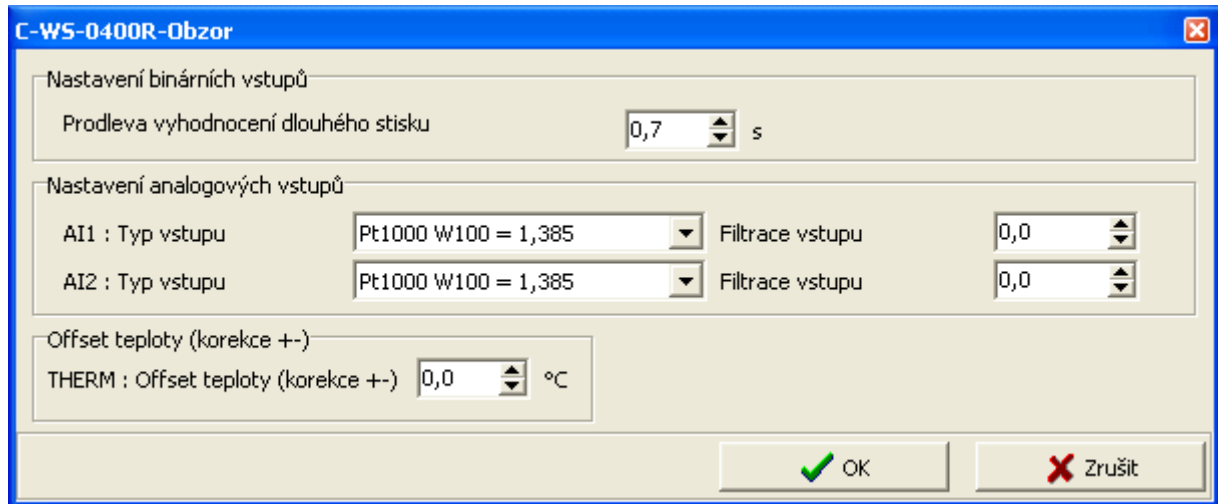 C-WS-0400R-Obzor
Nastavení binárních vstupů
Prodleva vyhodnocení dlouhého stisku 0,7 s
Nastavení analogových vstupů
AI1 : Typ vstupu Pt1000 W100 = 1,385 Filtrace vstupu 0,0
AI2 : Typ vstupu Pt1000 W100 = 1,385 Filtrace vstupu 0,0
Offset teploty (korekce +-)
THERM : Offset teploty (korekce +-) 0,0 °C
OK Zrušit